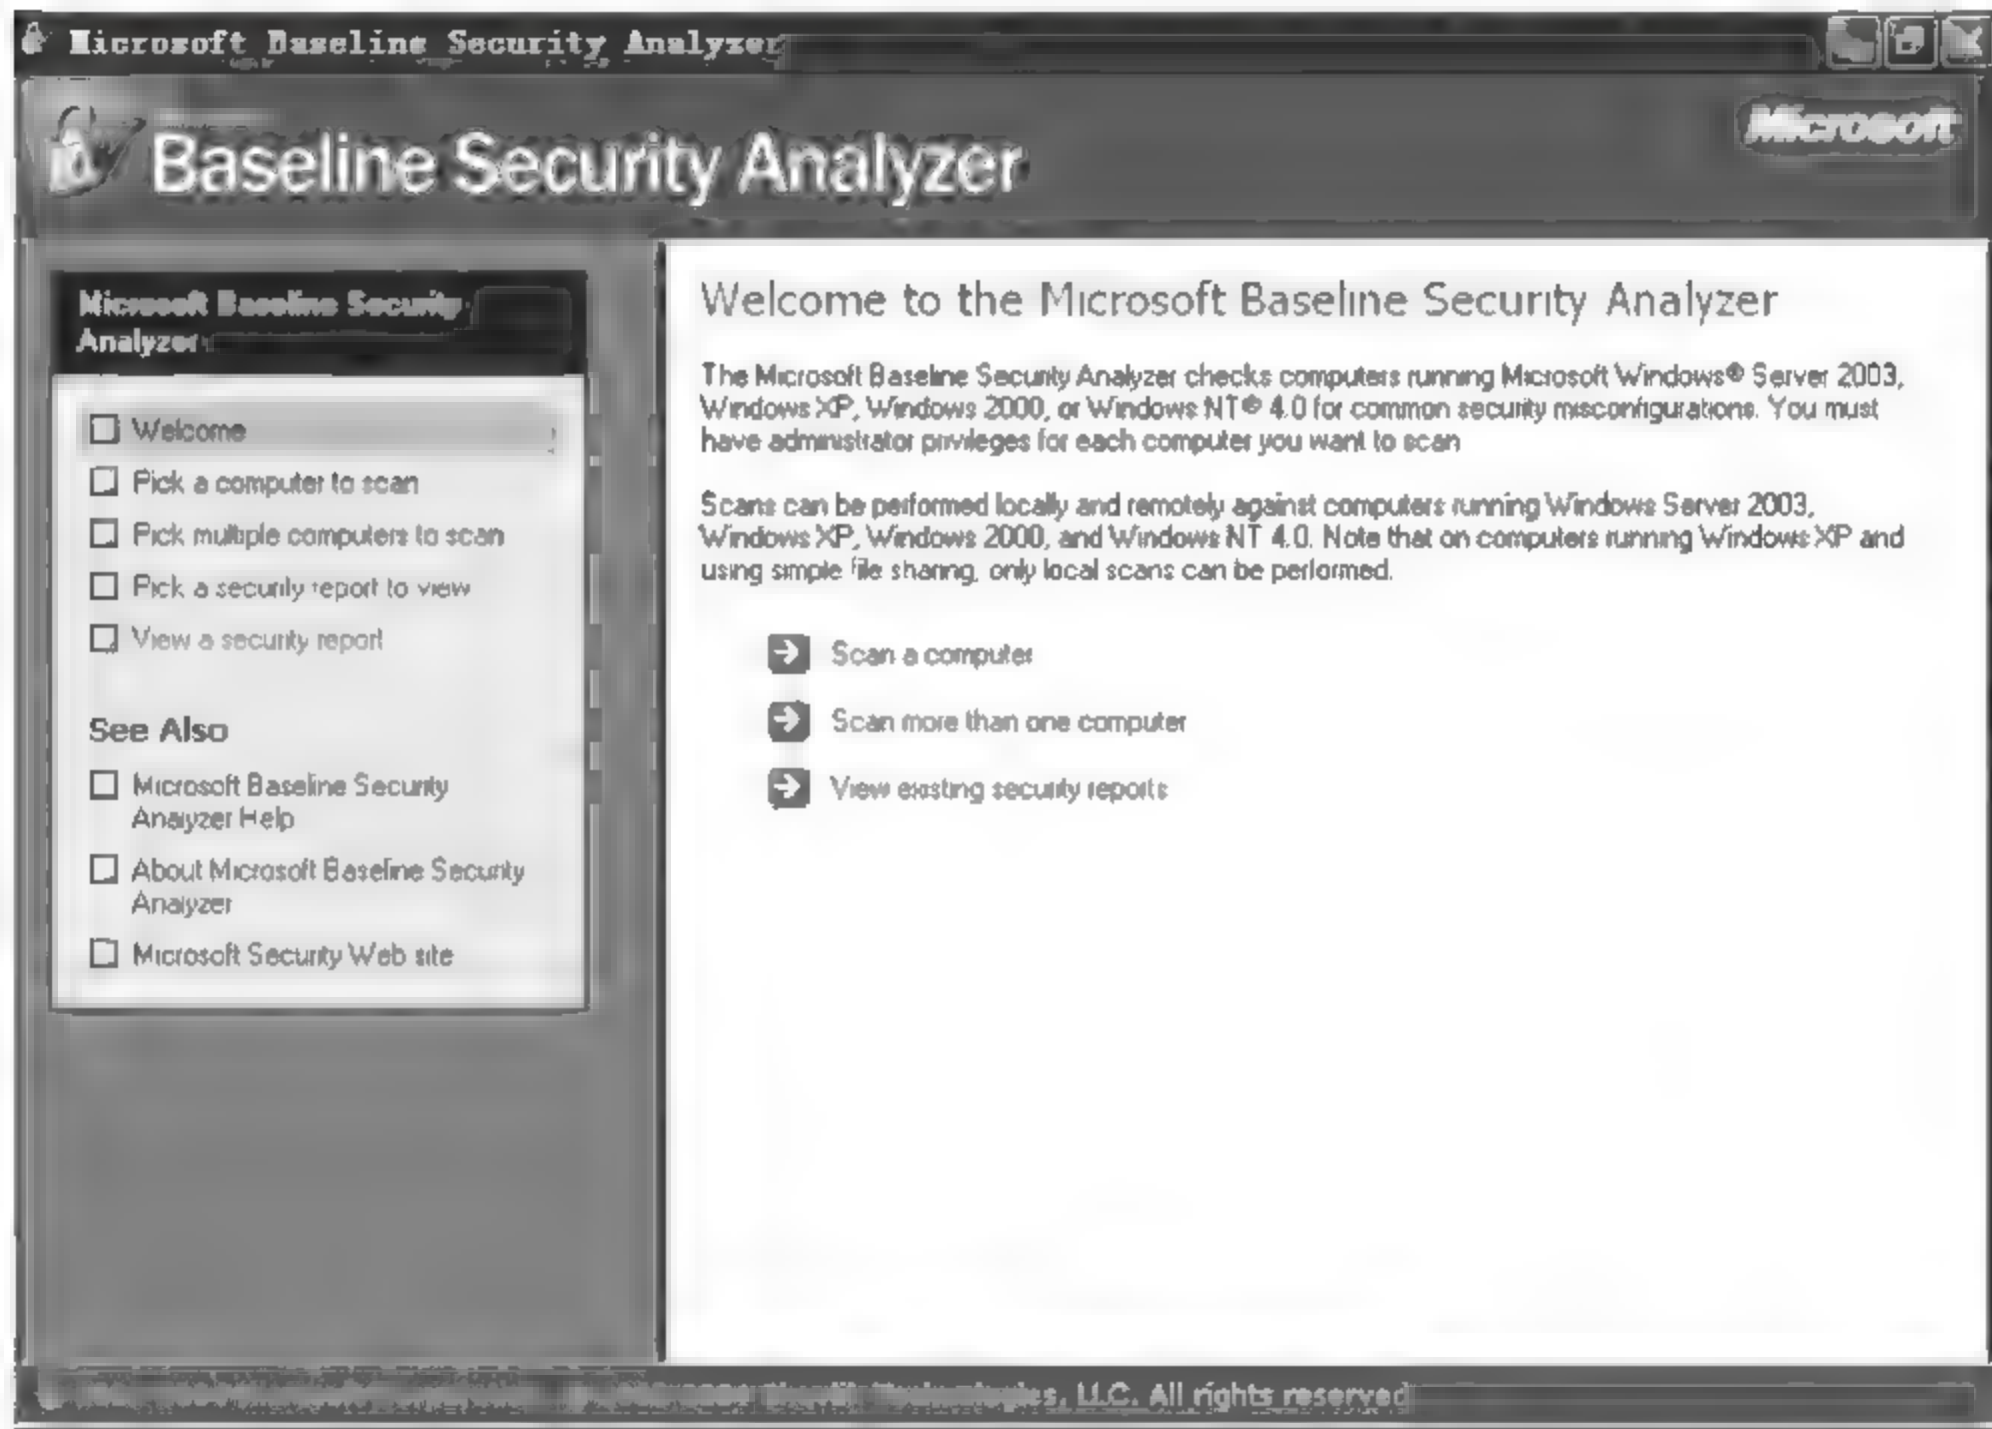 Microsoft Baseline Security Analyzer
Microsoft
Baseline Security Analyzer
Microsoft Baseline Security
Analyzer
Welcome
Pick a computer to scan
Pick multiple computers to scan
Pick a security report to view
View a security report
See Also
Microsoft Baseline Security
Analyzer Help
About Microsoft Baseline Security
Analyzer
Microsoft Security Web site
Welcome to the Microsoft Baseline Security Analyzer
The Microsoft Baseline Security Analyzer checks computers running Microsoft Windows® Server 2003,
Windows XP, Windows 2000, or Windows NT® 4.0 for common security misconfigurations. You must
have administrator privileges for each computer you want to scan
Scans can be performed locally and remotely against computers running Windows Server 2003,
Windows XP, Windows 2000, and Windows NT 4.0. Note that on computers running Windows XP and
using simple file sharing, only local scans can be performed.
Scan a computer
Scan more than one computer
View existing security reports
LLC. All rights reserved